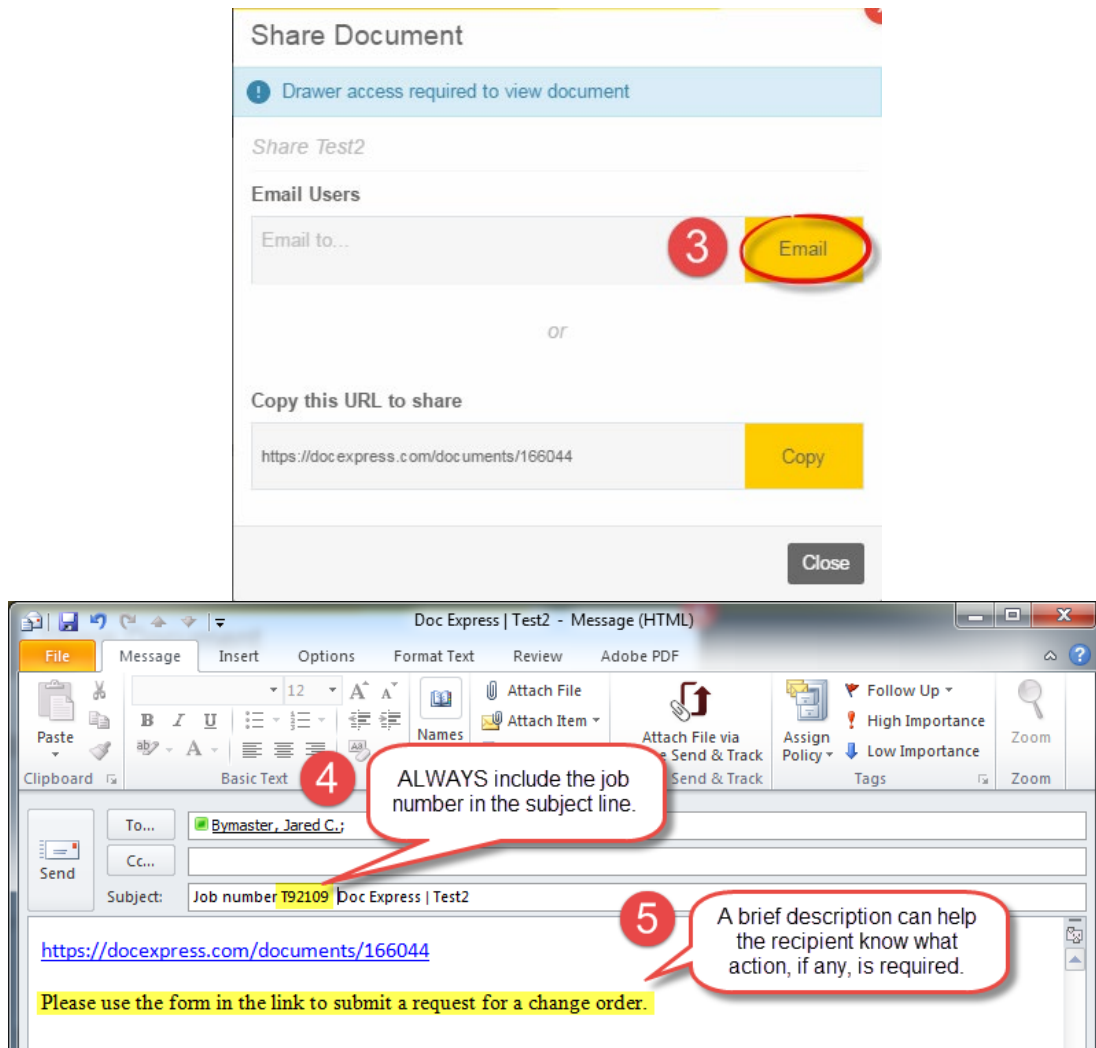 Share Document
Drawer access required to view document
Share Test2
Email Users
Email to...
3
Email
or
Copy this URL to share
https://docexpress.com/documents/166044
Copy
Close
Doc Express | Test2 - Message (HTML)
File Message Insert Options Format Text Review Adobe PDF
Paste
Clipboard
12
B I U
Basic Text
Names
Attach File
Attach Item
Attach File via
Send & Track
Send & Track
Assign
Policy
Follow Up
High Importance
Low Importance
Tags
Zoom
Zoom
4
ALWAYS include the job
number in the subject line.
Send
To...
Bymaster, Jared C.;
Cc...
Subject:
Job number T92109 Doc Express | Test2
5
A brief description can help
the recipient know what
action, if any, is required.
https://docexpress.com/documents/166044
Please use the form in the link to submit a request for a change order.